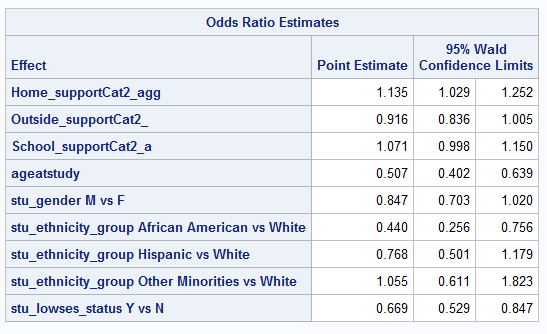 Odds Ratio Estimates
Effect Point Estimate 95% Wald Confidence Limits
Home_supportCat2_agg 1.135 1.029 1.252
Outside_supportCat2_ 0.916 0.836 1.005
School_supportCat2_a 1.071 0.998 1.150
ageatstudy 0.507 0.402 0.639
stu_gender M vs F 0.847 0.703 1.020
stu_ethnicity_group African American vs White 0.440 0.256 0.756
stu_ethnicity_group Hispanic vs White 0.768 0.501 1.179
stu_ethnicity_group Other Minorities vs White 1.055 0.611 1.823
stu_lowses_status Y vs N 0.669 0.529 0.847